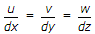 u/dx = v/dy = w/dz